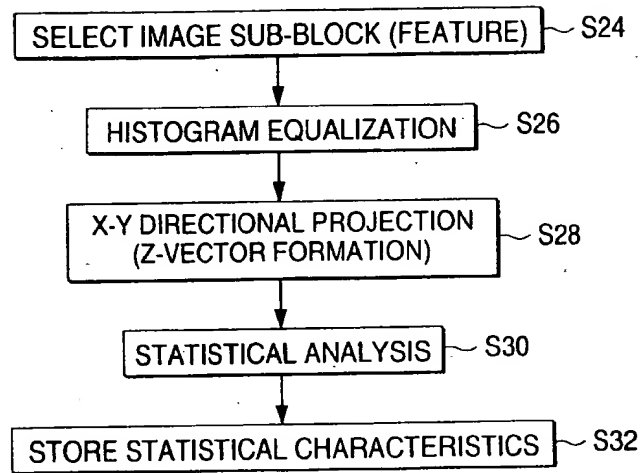 SELECT IMAGE SUB-BLOCK (FEATURE) S24
HISTOGRAM EQUALIZATION S26
X-Y DIRECTIONAL PROJECTION
(Z-VECTOR FORMATION) S28
STATISTICAL ANALYSIS S30
STORE STATISTICAL CHARACTERISTICS S32